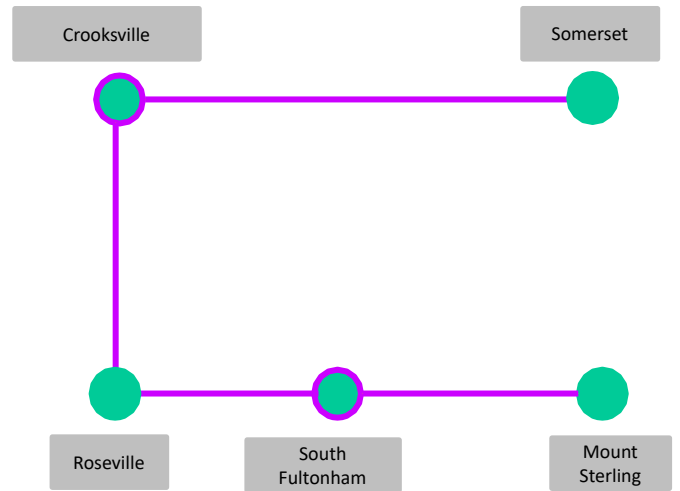 Crooksville
Somerset
Roseville
South
Fultonham
Mount
Sterling